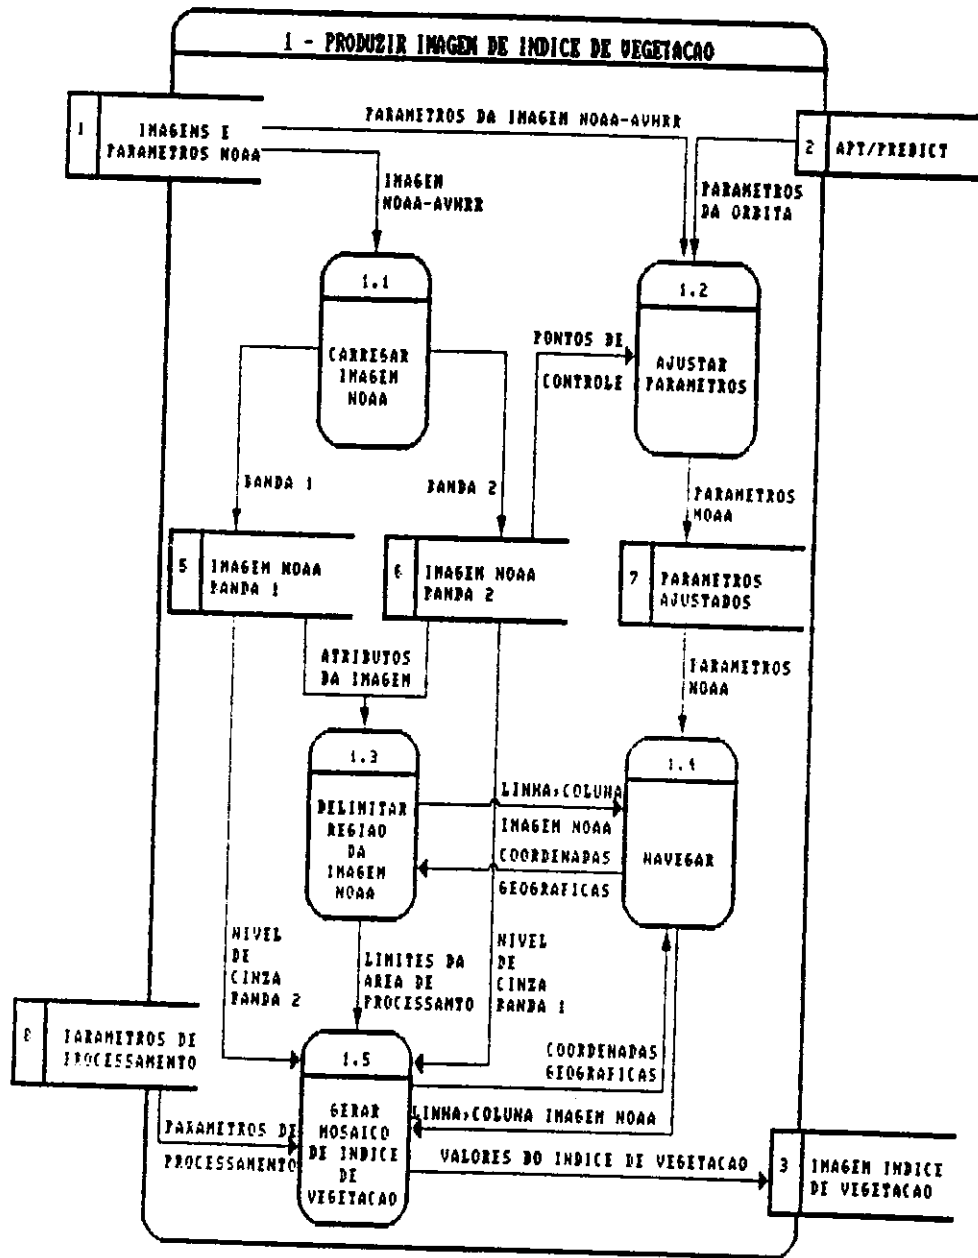 1 - PRODUZIR IMAGEM DE INDICE DE VEGETACAO
1
IMAGENS E
PARAMETROS NOAA
PARAMETROS DA IMAGEM NOAA-AVHRR
2
APT/PREDICT
IMAGEM
NOAA-AVHRR
PARAMETROS
DA ORBITA
1.1
CARREGAR
IMAGEM
NOAA
1.2
AJUSTAR
PARAMETROS
PONTOS DE
CONTROLE
BANDA 1
BANDA 2
PARAMETROS
NOAA
5
IMAGEM NOAA
BANDA 1
6
IMAGEM NOAA
BANDA 2
7
PARAMETROS
AJUSTADOS
ATRIBUTOS
DA IMAGEM
PARAMETROS
NOAA
1.3
DELIMITAR
REGIAO
DA
IMAGEM
NOAA
1.4
NAVEGAR
LINHA,COLUNA
IMAGEM NOAA
COORDENADAS
GEOGRAFICAS
NIVEL
DE
CINZA
BANDA 2
LIMITES DA
AREA DE
PROCESSAMTO
NIVEL
DE
CINZA
BANDA 1
8
PARAMETROS DE
PROCESSAMENTO
1.5
GERAR
MOSAICO
DE INDICE
DE
VEGETACAO
COORDENADAS
GEOGRAFICAS
LINHA,COLUNA IMAGEM NOAA
PARAMETROS DE
PROCESSAMENTO
VALORES DO INDICE DE VEGETACAO
3
IMAGEM INDICE
DE VEGETACAO